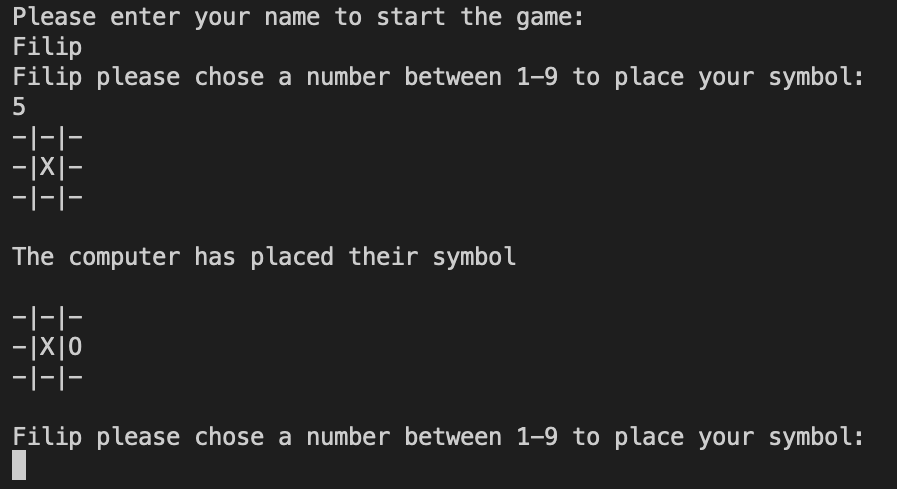 Please enter your name to start the game:
Filip
Filip please chose a number between 1-9 to place your symbol:
5
-|-|-
-|X|-
-|-|-
The computer has placed their symbol
-|-|-
-|X|O
-|-|-
Filip please chose a number between 1-9 to place your symbol: